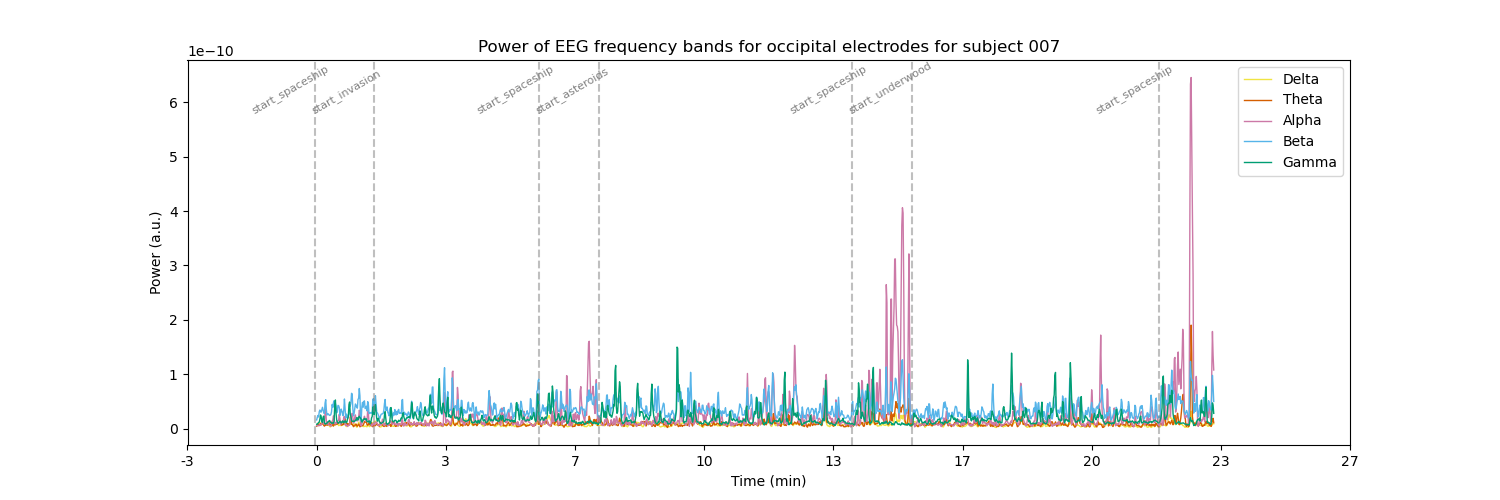 Power of EEG frequency bands for occipital electrodes for subject 007
1e−10
start_spaceship
start_invasion
start_spaceship
start_asteroids
start_spaceship
start_underwood
start_spaceship
Delta
Theta
Alpha
Beta
Gamma
6
5
4
3
2
1
0
Power (a.u.)
-3 0 3 7 10 13 17 20 23 27
Time (min)